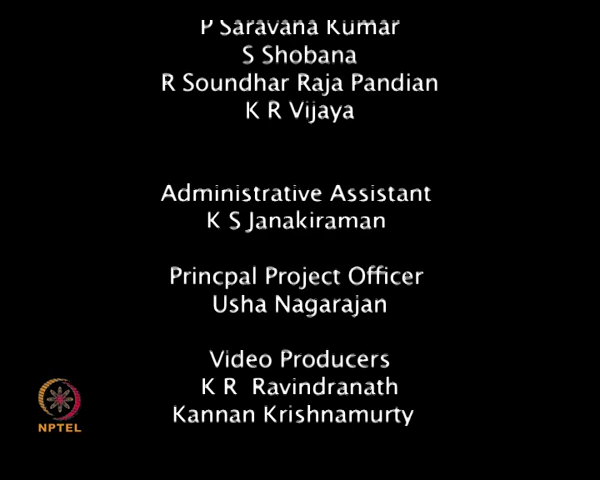 P Saravana Kumar
S Shobana
R Soundhar Raja Pandian
K R Vijaya
Administrative Assistant
K S Janakiraman
Princpal Project Officer
Usha Nagarajan
Video Producers
K R Ravindranath
Kannan Krishnamurty
NPTEL